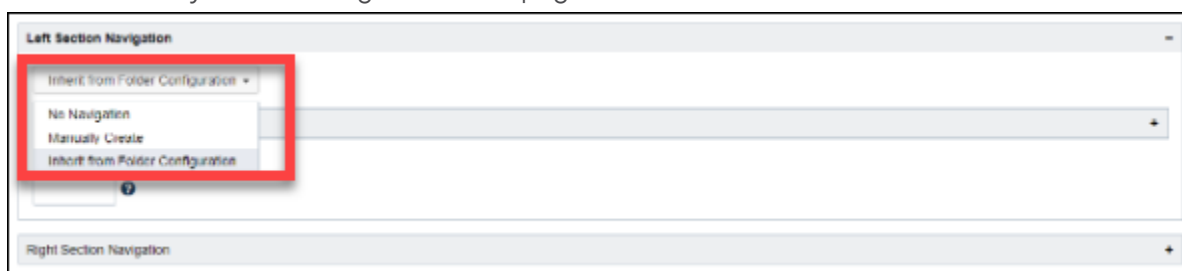 Left Section Navigation
Inherit from Folder Configuration
No Navigation
Manually Create
Inherit from Folder Configuration
Right Section Navigation